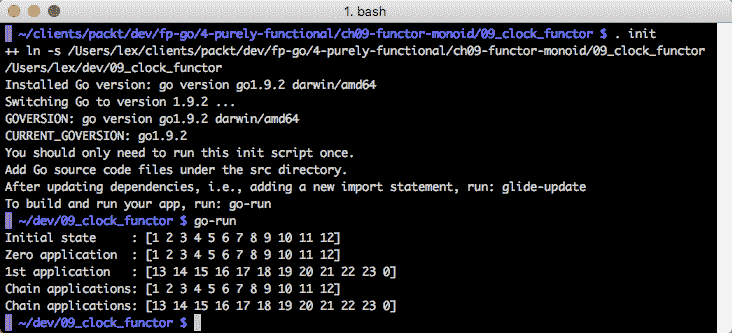 1. bash
~/clients/packt/dev/fp-go/4-purely-functional/ch09-functor-monoid/09_clock_functor $ . init
++ ln -s /Users/lex/clients/packt/dev/fp-go/4-purely-functional/ch09-functor-monoid/09_clock_functor
/Users/lex/dev/09_clock_functor
Installed Go version: go version go1.9.2 darwin/amd64
Switching Go to version 1.9.2 ...
GOVERSION: go version go1.9.2 darwin/amd64
CURRENT_GOVERSION: go1.9.2
You should only need to run this init script once.
Add Go source code files under the src directory.
After updating dependencies, i.e., adding a new import statement, run: glide-update
To build and run your app, run: go-run
~/dev/09_clock_functor $ go-run
Initial state     : [1 2 3 4 5 6 7 8 9 10 11 12]
Zero application  : [1 2 3 4 5 6 7 8 9 10 11 12]
1st application   : [13 14 15 16 17 18 19 20 21 22 23 0]
Chain applications: [1 2 3 4 5 6 7 8 9 10 11 12]
Chain applications: [13 14 15 16 17 18 19 20 21 22 23 0]
~/dev/09_clock_functor $